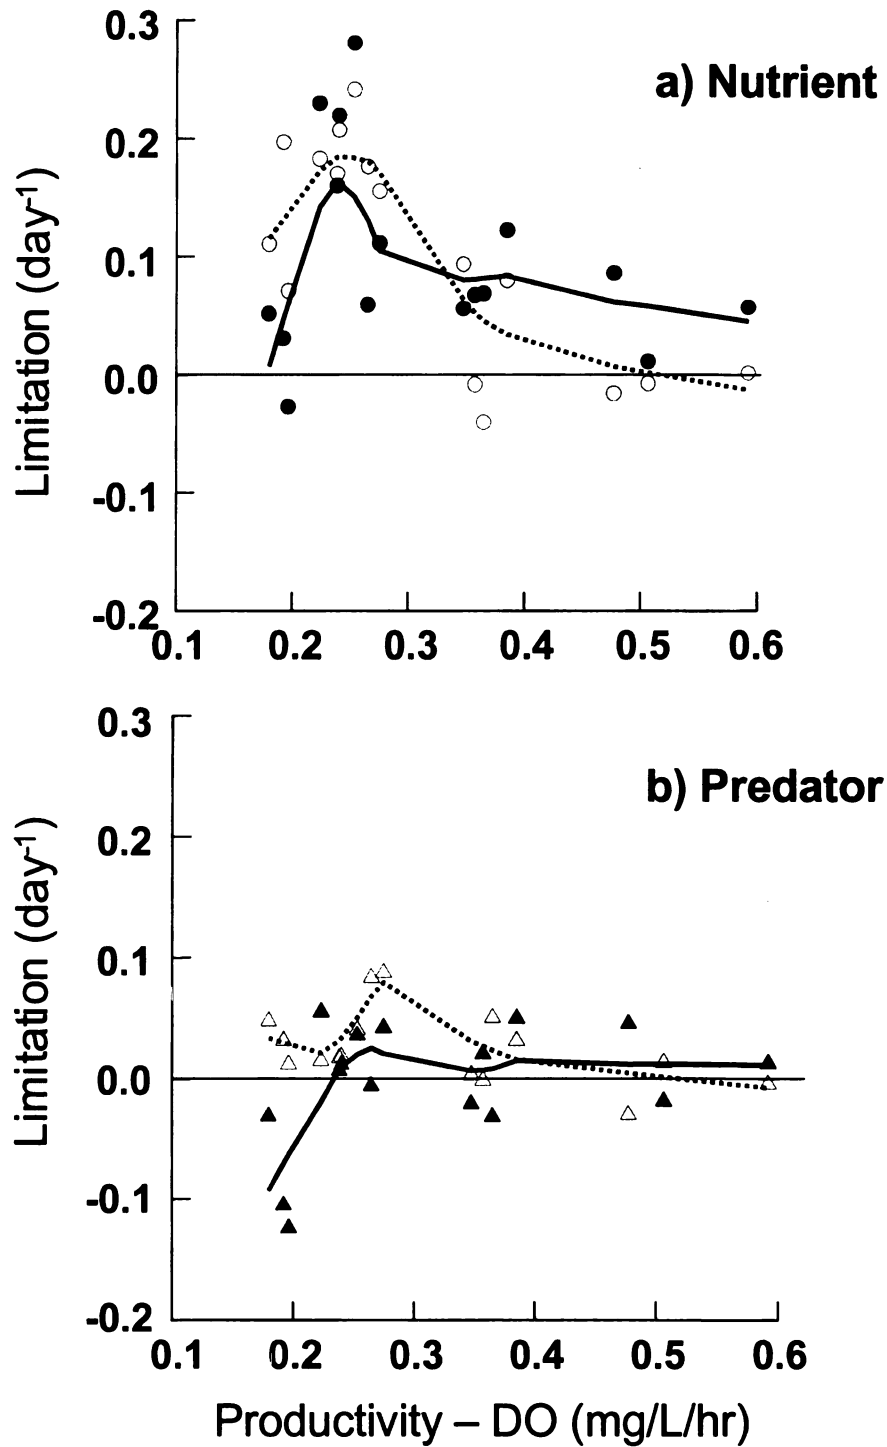 0.3
a) Nutrient
0.2
0.1
0.0
-0.1
-0.2
Limitation (day-1)
0.1 0.2 0.3 0.4 0.5 0.6
0.3
b) Predator
0.2
0.1
0.0
-0.1
-0.2
Limitation (day-1)
0.1 0.2 0.3 0.4 0.5 0.6
Productivity – DO (mg/L/hr)